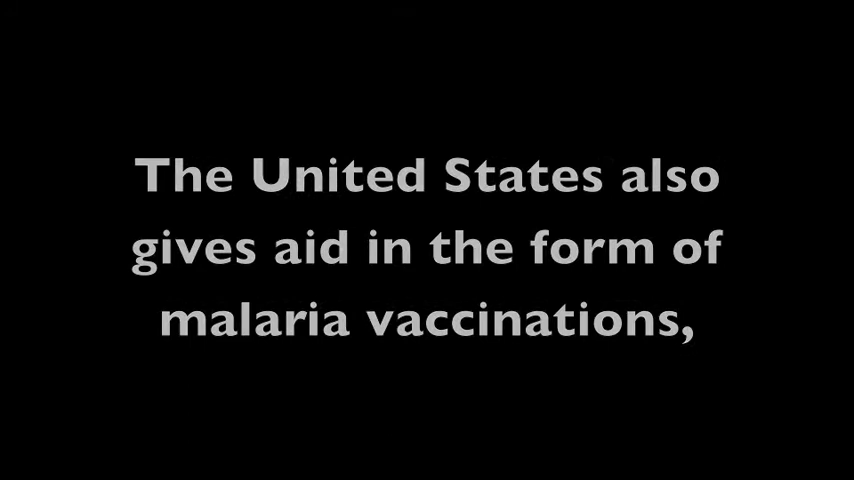 The United States also
gives aid in the form of
malaria vaccinations,